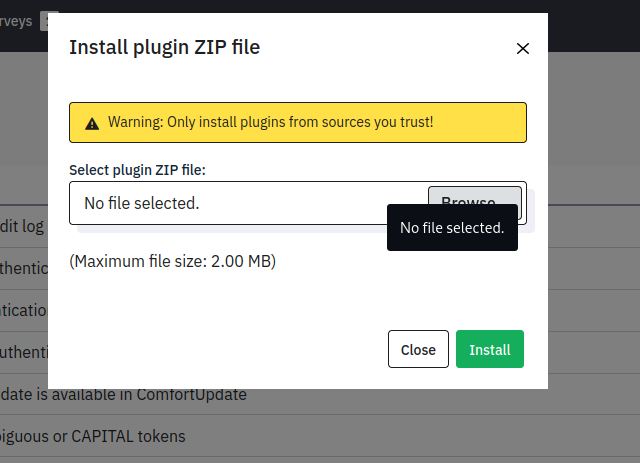 rveys
Install plugin ZIP file
Warning: Only install plugins from sources you trust!
Select plugin ZIP file:
No file selected.
Browse...
No file selected.
(Maximum file size: 2.00 MB)
Close
Install
dit log
thentic
ntication
uthenti
date is available in ComfortUpdate
biguous or CAPITAL tokens